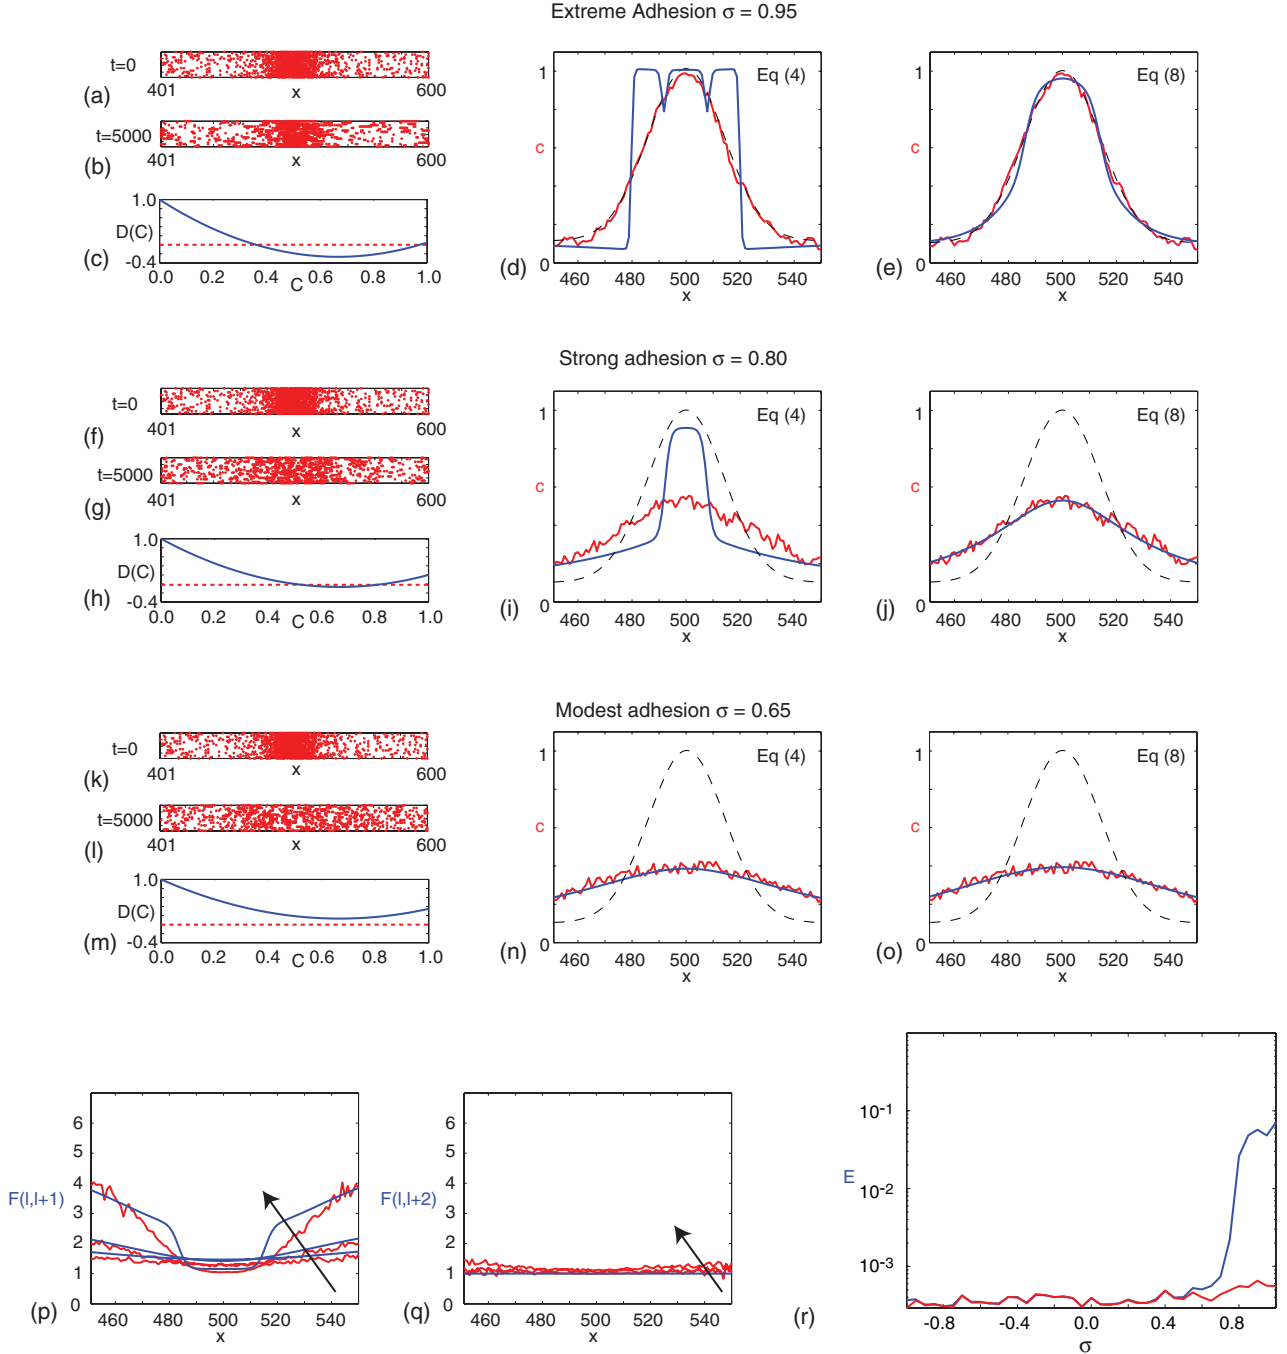 Extreme Adhesion σ = 0.95
t=0
(a)
401
x
600
t=5000
(b)
401
x
600
1.0
D(C)
-0.4
(c)
0.0
0.2
0.4
C
0.6
0.8
1.0
1
c
0
Eq (4)
(d)
460
480
500
520
540
x
1
c
0
Eq (8)
(e)
460
480
500
520
540
x
Strong adhesion σ = 0.80
t=0
(f)
401
x
600
t=5000
(g)
401
x
600
1.0
D(C)
-0.4
(h)
0.0
0.2
0.4
C
0.6
0.8
1.0
1
c
0
Eq (4)
(i)
460
480
500
520
540
x
1
c
0
Eq (8)
(j)
460
480
500
520
540
x
Modest adhesion σ = 0.65
t=0
(k)
401
x
600
t=5000
(l)
401
x
600
1.0
D(C)
-0.4
(m)
0.0
0.2
0.4
C
0.6
0.8
1.0
1
c
0
Eq (4)
(n)
460
480
500
520
540
x
1
c
0
Eq (8)
(o)
460
480
500
520
540
x
6
5
4
F(l,l+1)
3
2
1
0
(p)
460
480
500
520
540
x
6
5
4
F(l,l+2)
3
2
1
0
(q)
460
480
500
520
540
x
10-1
E
10-2
10-3
(r)
-0.8
-0.4
0.0
0.4
0.8
σ